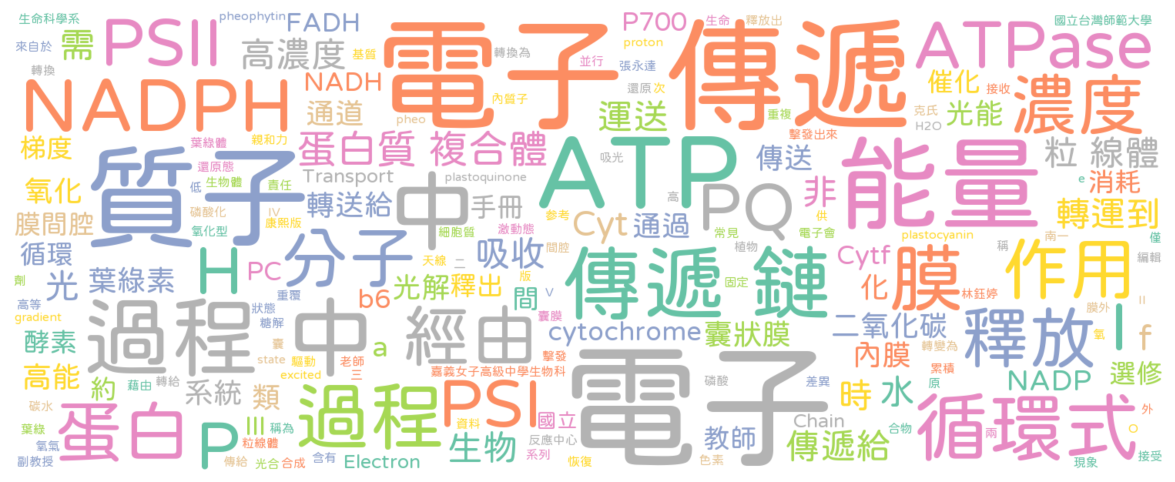 生命科學系
pheophytin
FADH
P700
生命
釋放出
國立台灣師範大學
來自於
需
PSII
高濃度
基質
轉換為
電子 傳遞
proton
並行
張永達
ATPase
轉換
NADPH
NADH
內質子
還原
次
催化
接收
濃度
通道
pheo
運送
重複
光能
克氏
H2O
擊發出來
梯度
葉綠體
親和力
蛋白質 複合體
ATP
吸光
傳送
能量
粒 線體
還原態
質子
Transport
plastoquinone
非
消耗
e
氧化
低
生物體
責任
中
手冊
高
PQ
供
轉運到
膜間腔
磷酸化
IV
康熙版
轉送給
細胞質
激動態
參考
Cyt
通過
常見
電子會
plastocyanin
南一
僅
氧化型
循環
H
分子
天線
二
吸收
間腔
傳遞 鏈
植物
Cytf
膜
稱
作用
編輯
光
葉綠素
PC
光解
釋出
版
固定
化
林鈺婷
膜外
II
劑
高等
重覆
b6
間
V
囊膜
gradient
狀態
過程
中
經由
cytochrome
囊狀膜
二氧化碳
釋放
I
氫
f
酵素
糖解
囊
state
驅動
a
擊發
內膜
轉變為
高能
約
藉由
轉給
excited
老師
三
嘉義女子高級中學生物科
電子
磷酸
差異
累積
原
NADP
選修
碳水
系統
類
過程
PSI
國立
Chain
時
水
循環式
外
蛋白
P
III
稱為
資料
生物
反應中心
教師
傳遞給
合物
兩
o
葉綠
氧氣
粒線體
系列
副教授
傳給
光合
合成
含有
Electron
恢復
色素
現象
接受